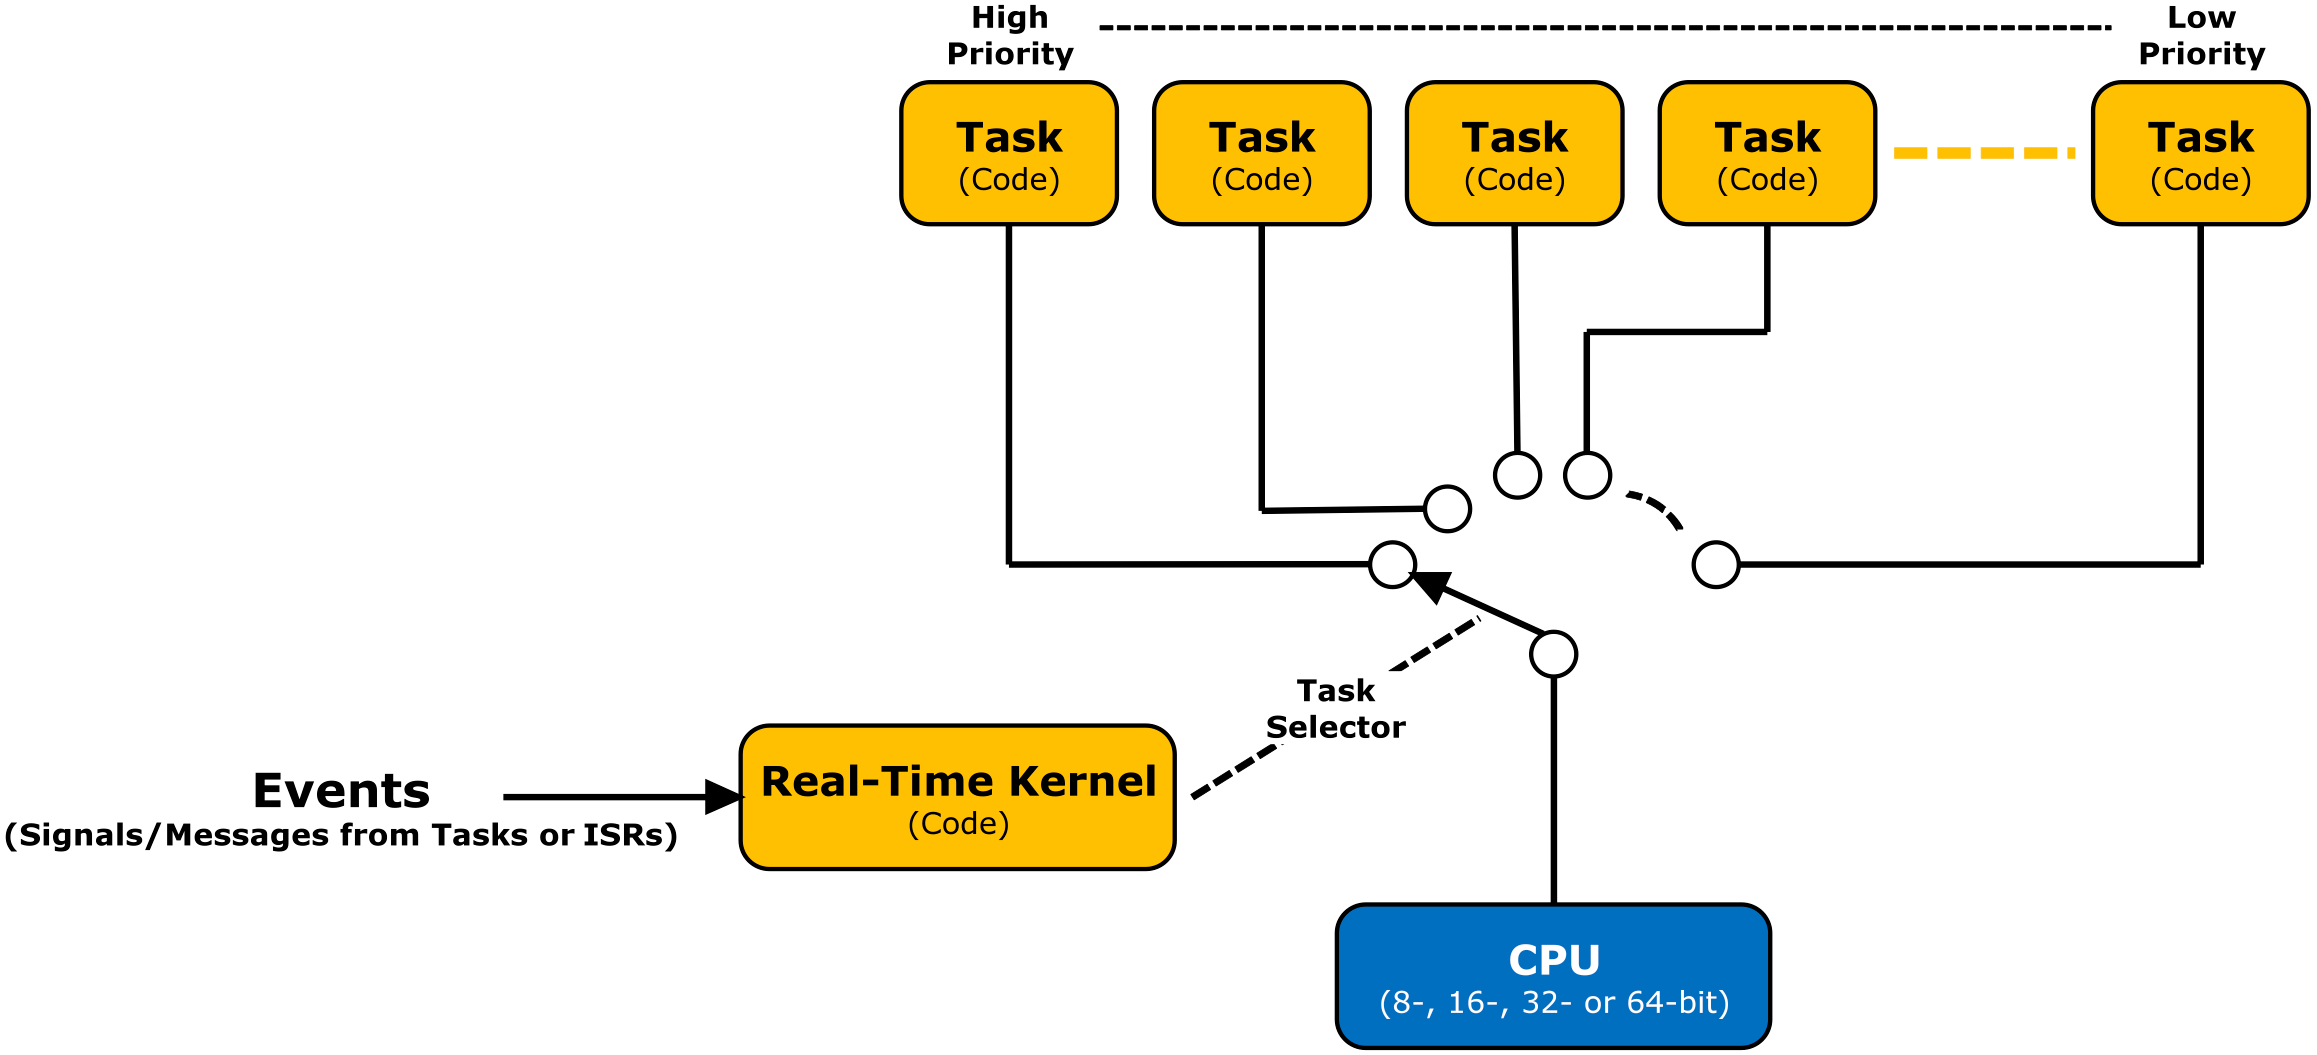 High
Priority
Low
Priority
Task
(Code)
Task
(Code)
Task
(Code)
Task
(Code)
Task
(Code)
Task
Selector
Events
(Signals/Messages from Tasks or ISRs)
Real-Time Kernel
(Code)
CPU
(8-, 16-, 32- or 64-bit)